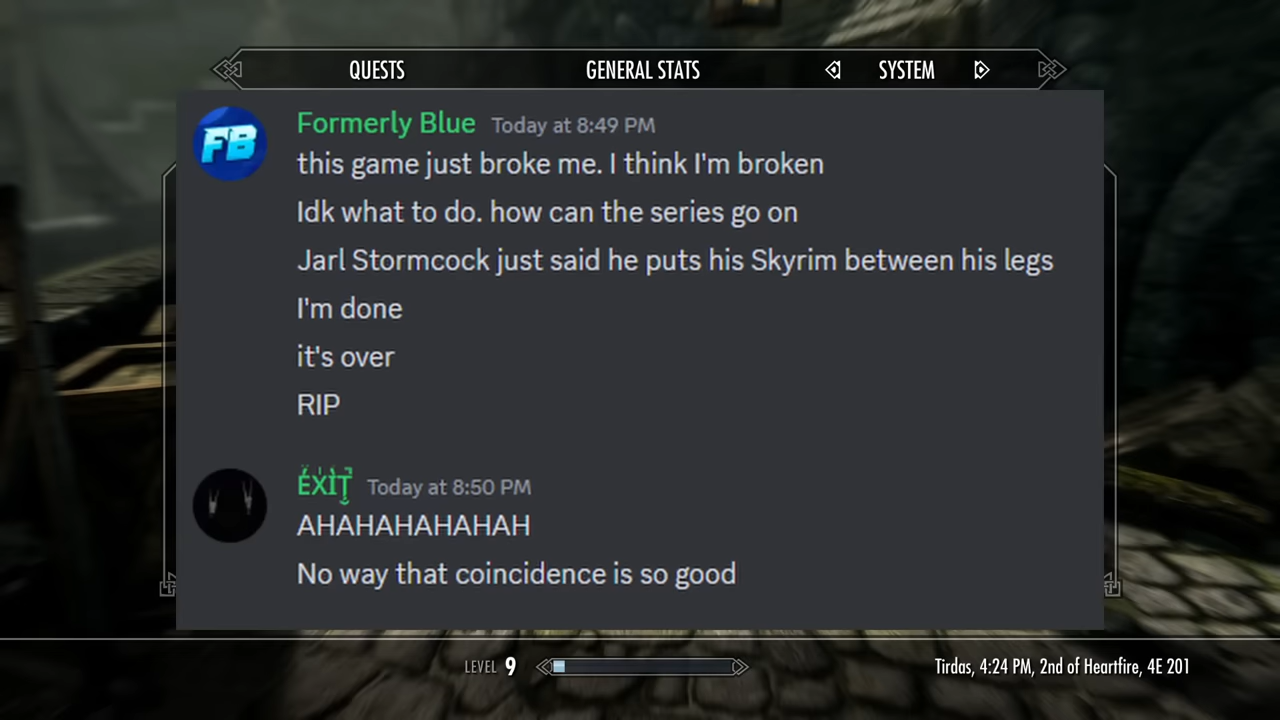 QUESTS GENERAL STATS SYSTEM
FB
Formerly Blue Today at 8:49 PM
this game just broke me. I think I'm broken
Idk what to do. how can the series go on
Jarl Stormcock just said he puts his Skyrim between his legs
I'm done
it's over
RIP
ÉXIT Today at 8:50 PM
AHAHAHAHAHAH
No way that coincidence is so good
LEVEL 9 Tirdas, 4:24 PM, 2nd of Heartfire, 4E 201